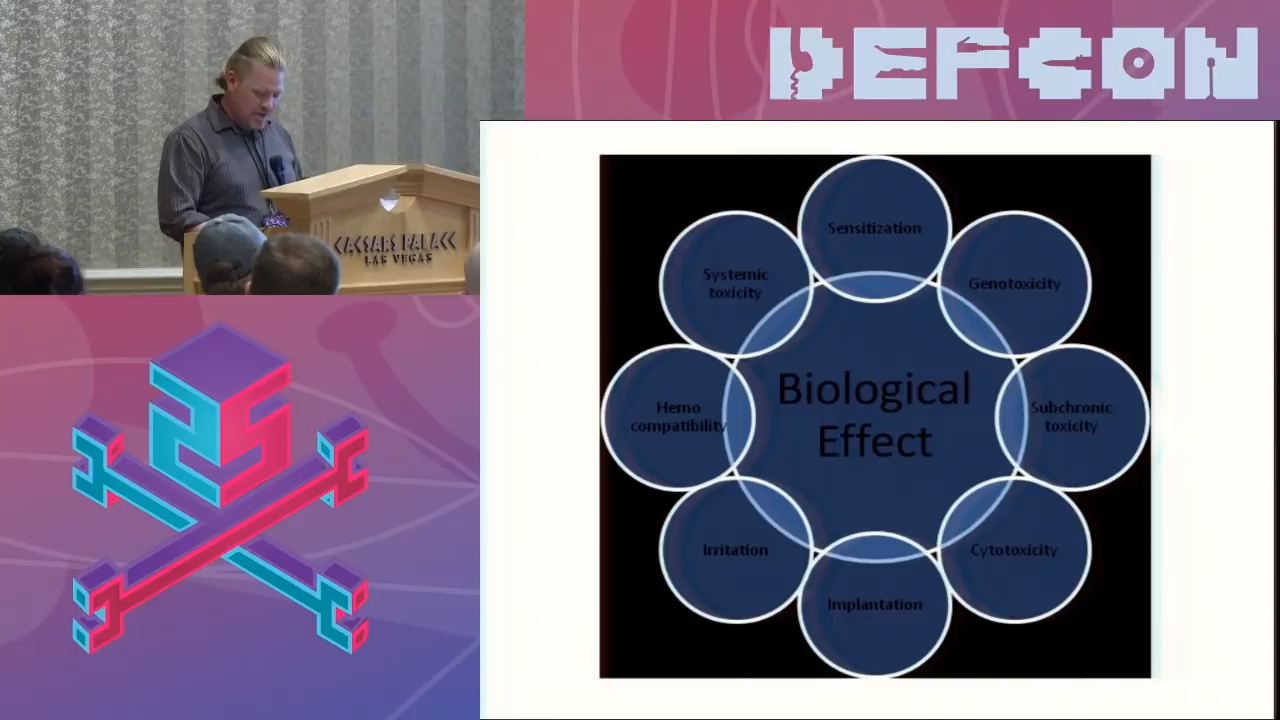 DEFCON
CAESARS PALACE
LAS VEGAS
Sensitization
Systemic
toxicity
Genotoxicity
Biological
Effect
Hemo
compatibility
Subchronic
toxicity
Irritation
Cytotoxicity
Implantation